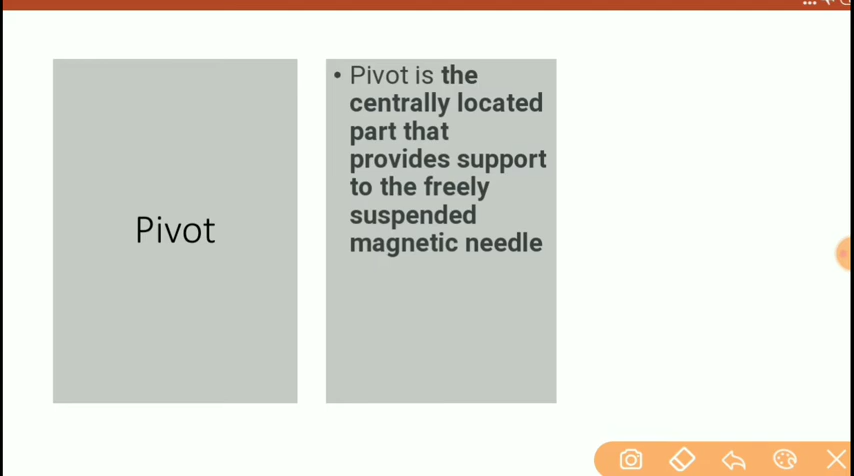 Pivot
• Pivot is the
centrally located
part that
provides support
to the freely
suspended
magnetic needle